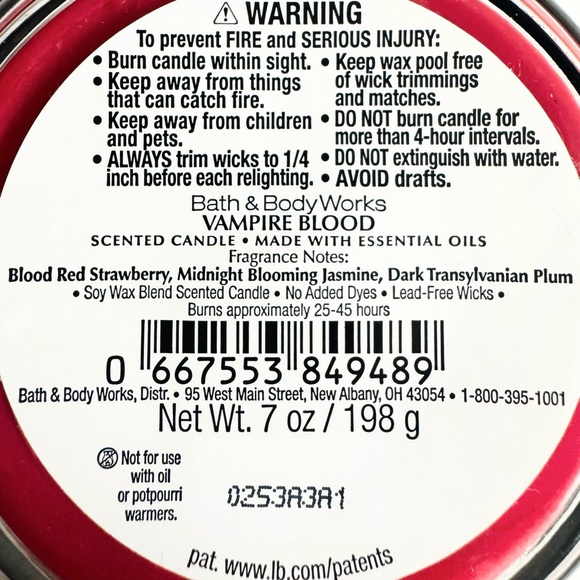 ⚠ WARNING
To prevent FIRE and SERIOUS INJURY:
• Burn candle within sight.
• Keep away from things
that can catch fire.
• Keep away from children
and pets.
• ALWAYS trim wicks to 1/4
inch before each relighting.
• Keep wax pool free
of wick trimmings
and matches.
• DO NOT burn candle for
more than 4-hour intervals.
• DO NOT extinguish with water.
• AVOID drafts.
Bath & Body Works
VAMPIRE BLOOD
SCENTED CANDLE • MADE WITH ESSENTIAL OILS
Fragrance Notes:
Blood Red Strawberry, Midnight Blooming Jasmine, Dark Transylvanian Plum
• Soy Wax Blend Scented Candle • No Added Dyes • Lead-Free Wicks •
Burns approximately 25-45 hours
0 667553 849489
Bath & Body Works, Distr. • 95 West Main Street, New Albany, OH 43054 • 1-800-395-1001
Net Wt. 7 oz / 198 g
Not for use
with oil
or potpourri
warmers.
0253A3A1
pat. www.lb.com/patents